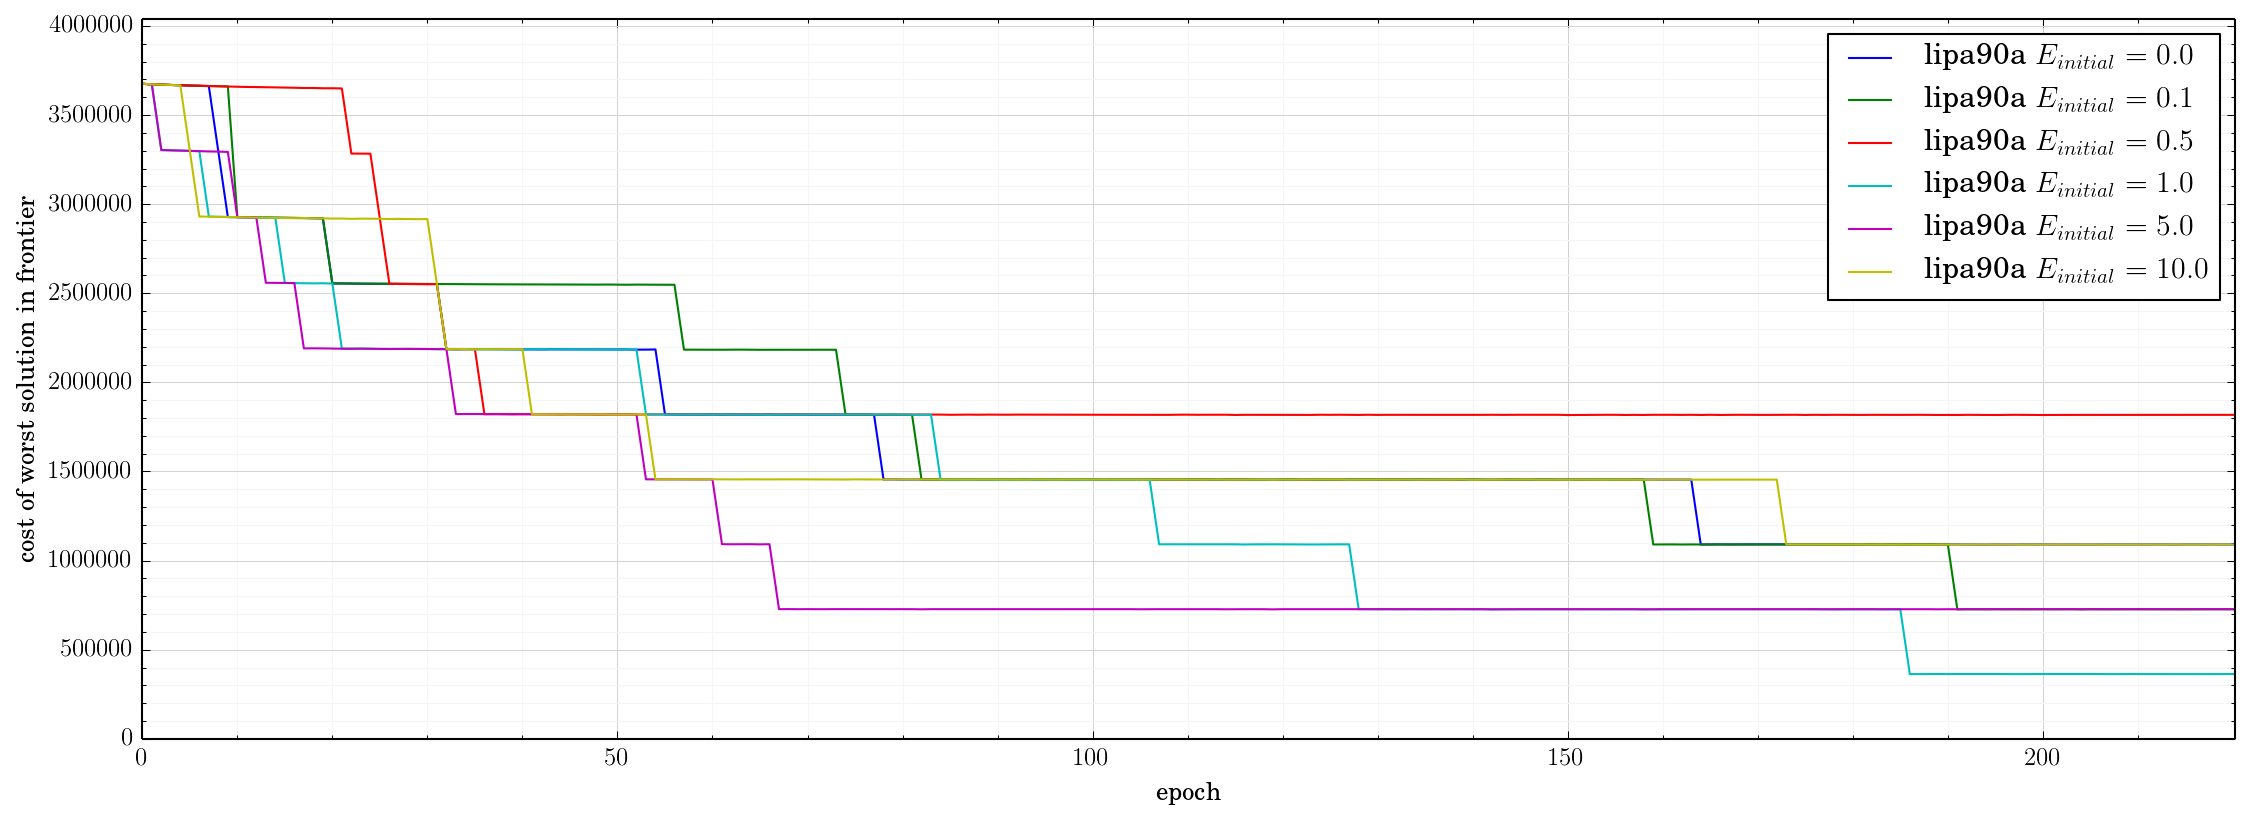 4000000
3500000
3000000
2500000
2000000
1500000
1000000
500000
0
cost of worst solution in frontier
lipa90a E_initial = 0.0
lipa90a E_initial = 0.1
lipa90a E_initial = 0.5
lipa90a E_initial = 1.0
lipa90a E_initial = 5.0
lipa90a E_initial = 10.0
0 50 100 150 200
epoch